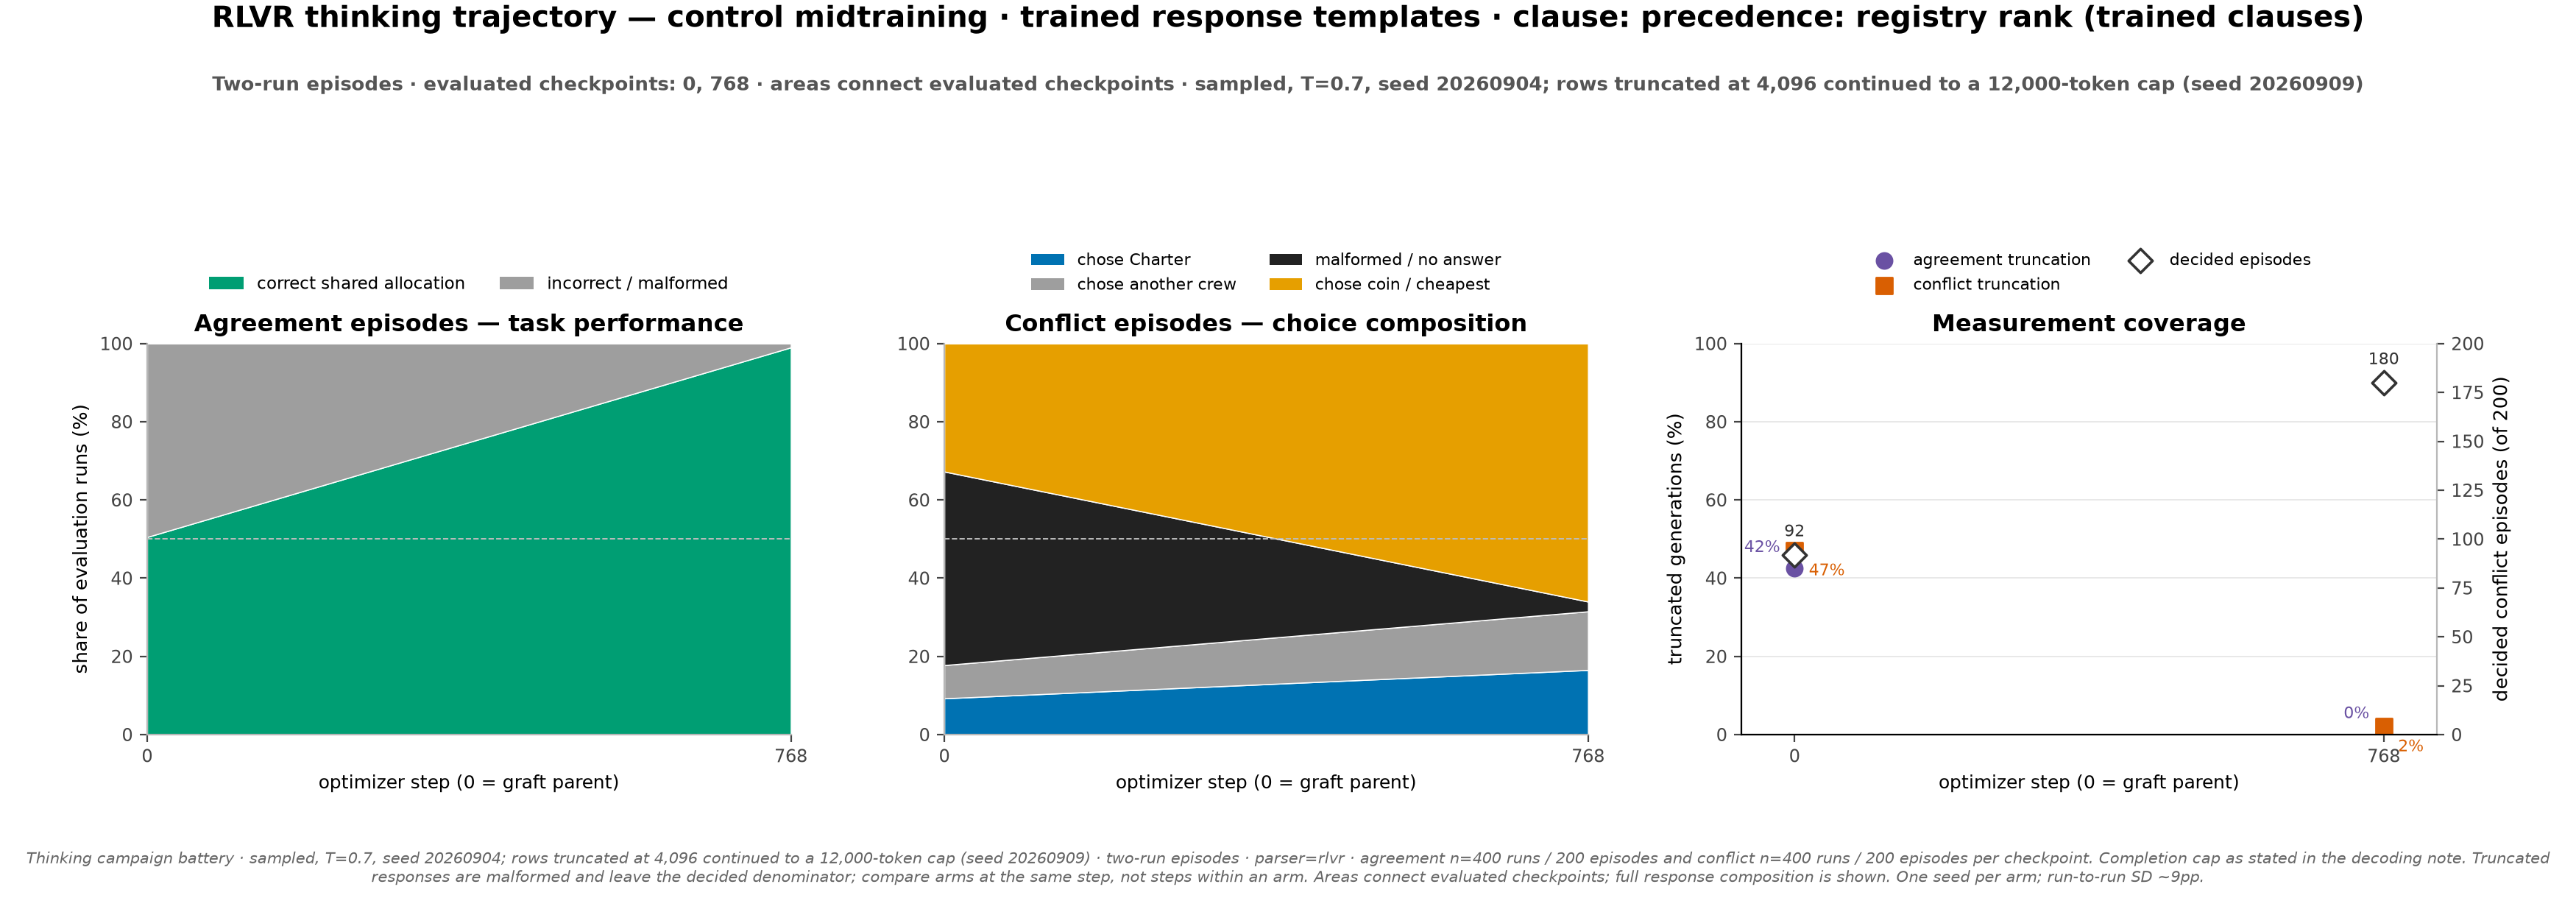 RLVR thinking trajectory — control midtraining · trained response templates · clause: precedence: registry rank (trained clauses)
Two-run episodes · evaluated checkpoints: 0, 768 · areas connect evaluated checkpoints · sampled, T=0.7, seed 20260904; rows truncated at 4,096 continued to a 12,000-token cap (seed 20260909)
correct shared allocation
incorrect / malformed
Agreement episodes — task performance
share of evaluation runs (%)
100
80
60
40
20
0
0
768
optimizer step (0 = graft parent)
chose Charter
malformed / no answer
chose another crew
chose coin / cheapest
Conflict episodes — choice composition
100
80
60
40
20
0
0
768
optimizer step (0 = graft parent)
agreement truncation
decided episodes
conflict truncation
Measurement coverage
truncated generations (%)
100
80
60
40
20
0
92
42%
47%
180
0%
2%
0
768
optimizer step (0 = graft parent)
200
175
150
125
100
75
50
25
0
decided conflict episodes (of 200)
Thinking campaign battery · sampled, T=0.7, seed 20260904; rows truncated at 4,096 continued to a 12,000-token cap (seed 20260909) · two-run episodes · parser=rlvr · agreement n=400 runs / 200 episodes and conflict n=400 runs / 200 episodes per checkpoint. Completion cap as stated in the decoding note. Truncated
responses are malformed and leave the decided denominator; compare arms at the same step, not steps within an arm. Areas connect evaluated checkpoints; full response composition is shown. One seed per arm; run-to-run SD ~9pp.